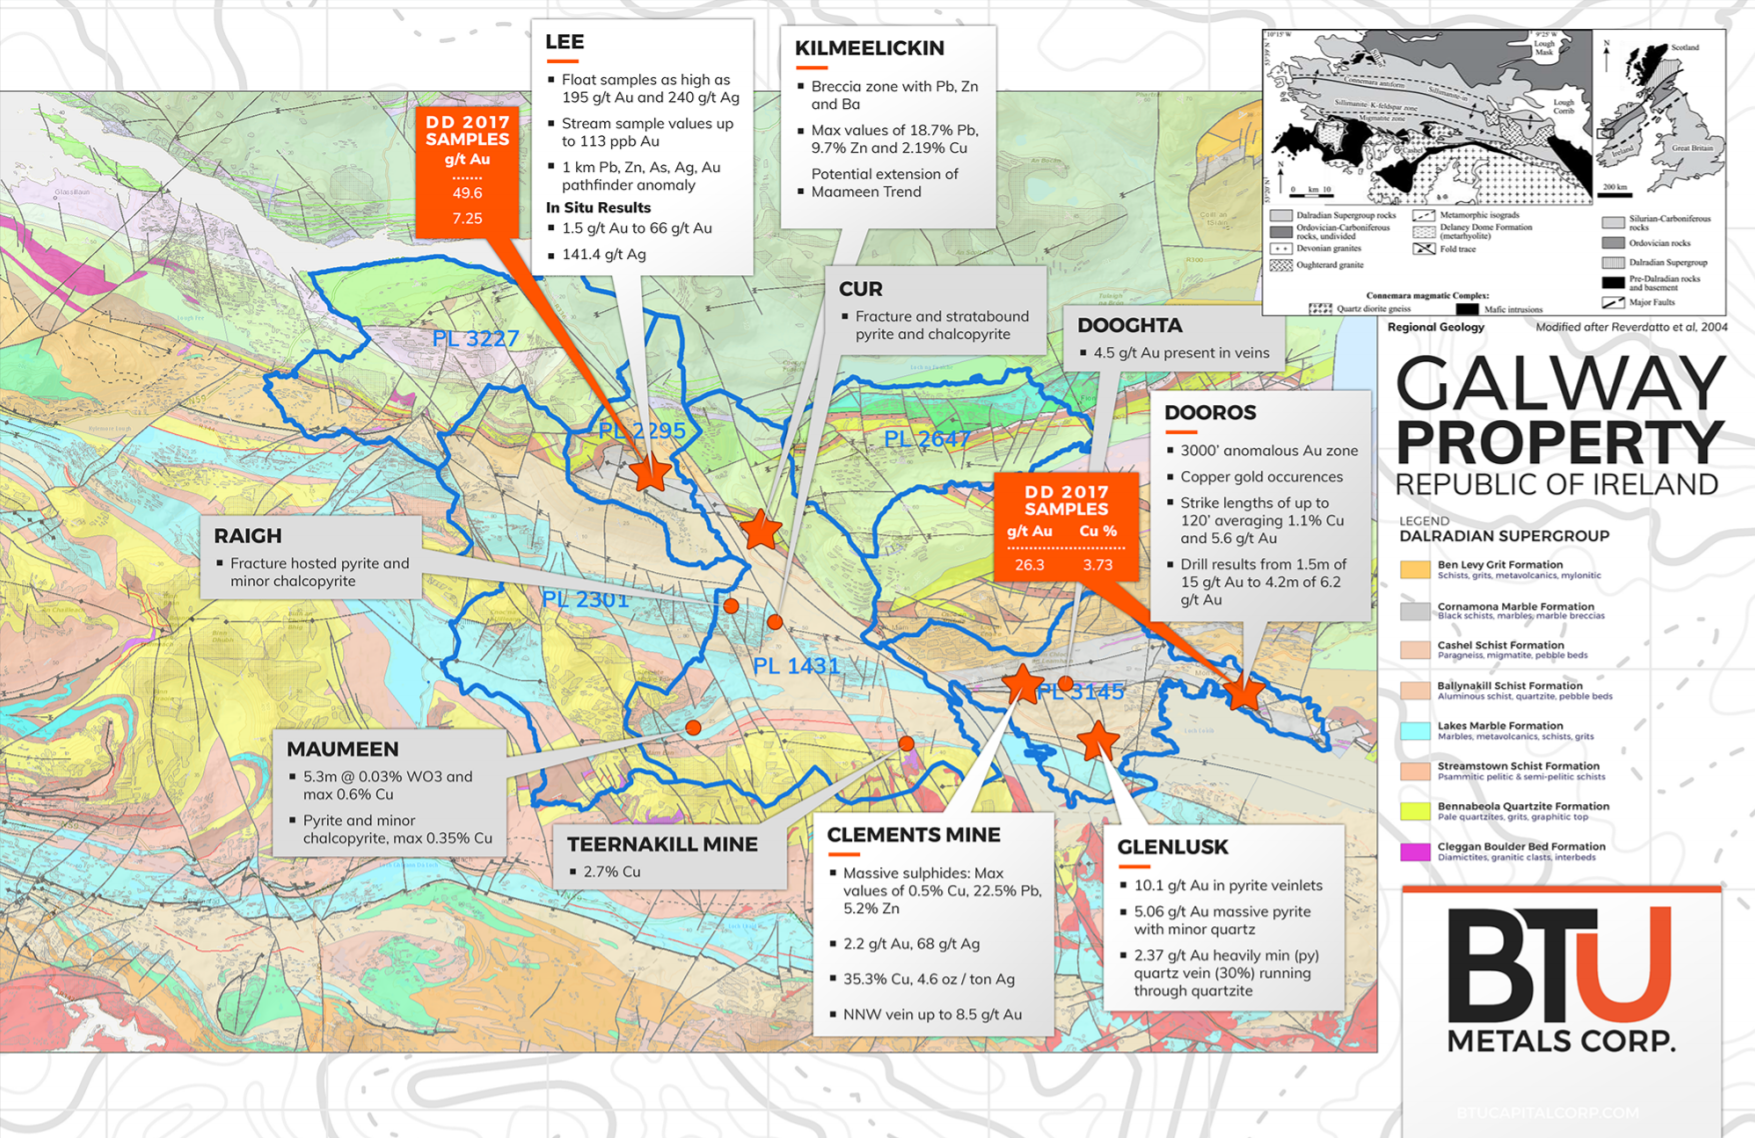 LEE
Float samples as high as
195 g/t Au and 240 g/t Ag
Stream sample values up
to 113 ppb Au
1 km Pb, Zn, As, Ag, Au
pathfinder anomaly
In Situ Results
1.5 g/t Au to 66 g/t Au
141.4 g/t Ag
KILMEELICKIN
Breccia zone with Pb, Zn
and Ba
Max values of 18.7% Pb,
9.7% Zn and 2.19% Cu
Potential extension of
Maameen Trend
DD 2017
SAMPLES
g/t Au
49.6
7.25
CUR
Fracture and stratabound
pyrite and chalcopyrite
DOOGHTA
4.5 g/t Au present in veins
DOOROS
3000' anomalous Au zone
Copper gold occurences
Strike lengths of up to
120' averaging 1.1% Cu
and 5.6 g/t Au
Drill results from 1.5m of
15 g/t Au to 4.2m of 6.2
g/t Au
DD 2017
SAMPLES
g/t Au Cu %
26.3 3.73
PL 3227
PL 2295
PL 2647
PL 2301
PL 1431
PL 3145
RAIGH
Fracture hosted pyrite and
minor chalcopyrite
MAUMEEN
5.3m @ 0.03% WO3 and
max 0.6% Cu
Pyrite and minor
chalcopyrite, max 0.35% Cu
TEERNAKILL MINE
2.7% Cu
CLEMENTS MINE
Massive sulphides: Max
values of 0.5% Cu, 22.5% Pb,
5.2% Zn
2.2 g/t Au, 68 g/t Ag
35.3% Cu, 4.6 oz / ton Ag
NNW vein up to 8.5 g/t Au
GLENLUSK
10.1 g/t Au in pyrite veinlets
5.06 g/t Au massive pyrite
with minor quartz
2.37 g/t Au heavily min (py)
quartz vein (30%) running
through quartzite
10°15' W
9°25' W
Lough
Mask
Connemara antiform
Sillimanite-in
Sillimanite K-feldspar zone
Migmatite zone
Lough
Corrib
Cashel
N
0 km 10
N
Scotland
Ireland
Great Britain
200 km
Dalradian Supergroup rocks
Ordovician-Carboniferous
rocks, undivided
Devonian granites
Oughterard granite
Metamorphic isograds
Delaney Dome Formation
(metarhyolite)
Fold trace
Connemara magmatic Complex:
Quartz diorite gneiss
Mafic intrusions
Silurian-Carboniferous
rocks
Ordovician rocks
Dalradian Supergroup
Pre-Dalradian rocks
and basement
Major Faults
Regional Geology
Modified after Reverdatto et al, 2004
GALWAY
PROPERTY
REPUBLIC OF IRELAND
LEGEND
DALRADIAN SUPERGROUP
Ben Levy Grit Formation
Schists, grits, metavolcanics, mylonitic
Cornamona Marble Formation
Black schists, marbles, marble breccias
Cashel Schist Formation
Paragneiss, migmatite, pebble beds
Ballynakill Schist Formation
Aluminous schist, quartzite, pebble beds
Lakes Marble Formation
Marbles, metavolcanics, schists, grits
Streamstown Schist Formation
Psammitic pelitic & semi-pelitic schists
Bennabeola Quartzite Formation
Pale quartzites, grits, graphitic top
Cleggan Boulder Bed Formation
Diamictites, granitic clasts, interbeds
BTU
METALS CORP.
BTUCAPITALCORP.COM